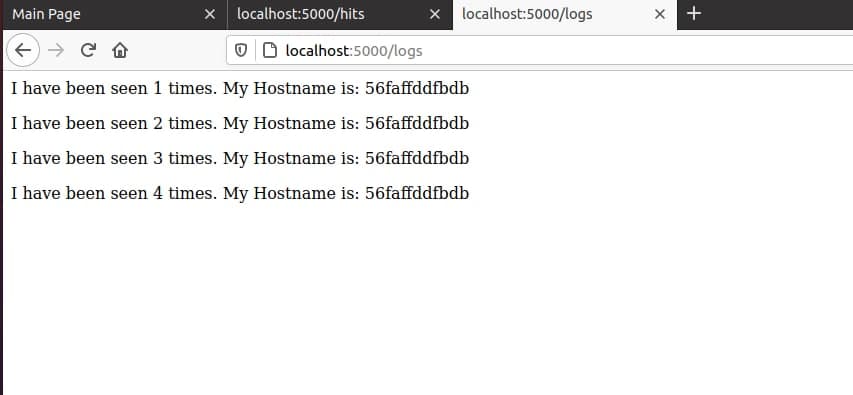 Main Page localhost:5000/hits localhost:5000/logs
localhost:5000/logs
I have been seen 1 times. My Hostname is: 56faffddfbdb
I have been seen 2 times. My Hostname is: 56faffddfbdb
I have been seen 3 times. My Hostname is: 56faffddfbdb
I have been seen 4 times. My Hostname is: 56faffddfbdb